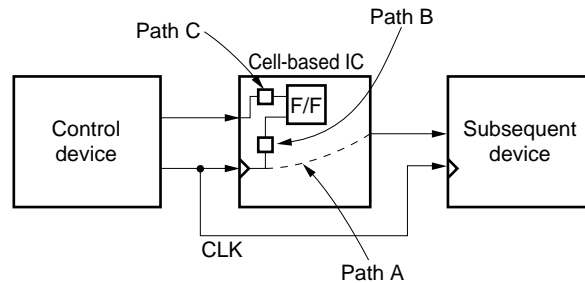 Path C
Path B
Cell-based IC
F/F
Control
device
Subsequent
device
CLK
Path A